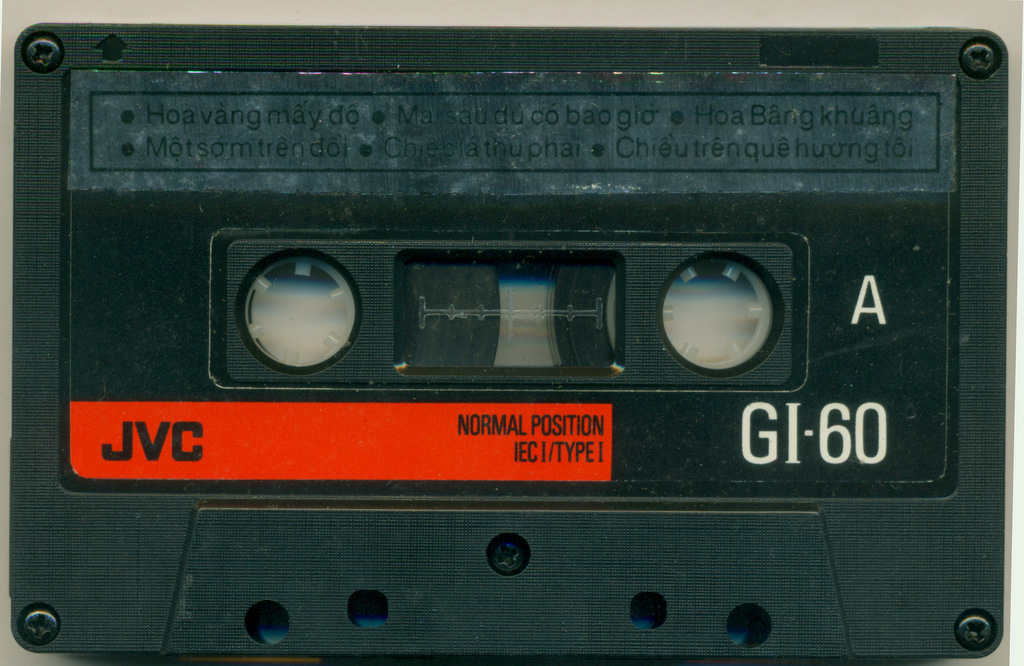 • Hoa vàng mấy độ • Mai sau dù có bao giờ • Hoa Bâng khuâng
• Một sớm trên đồi • Chiếc lá thu phai • Chiều trên quê hương tôi
A
JVC
NORMAL POSITION
IEC I/TYPE I
GI-60